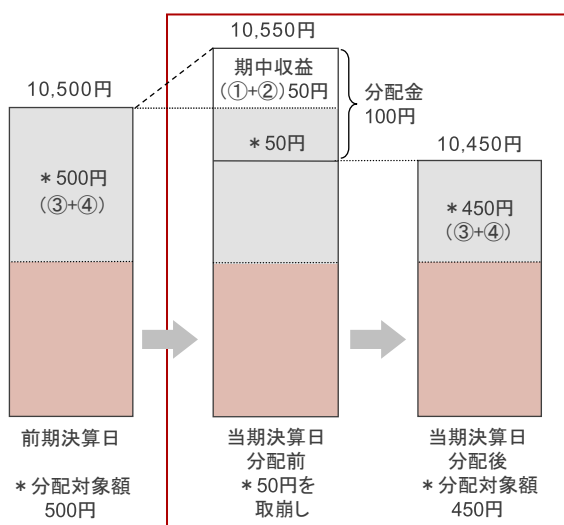 10,550円
10,500円
期中収益
(①+②)50円
分配金
100円
＊50円
10,450円
＊500円
(③+④)
＊450円
(③+④)
前期決算日
＊分配対象額
500円
当期決算日
分配前
＊50円を
取崩し
当期決算日
分配後
＊分配対象額
450円